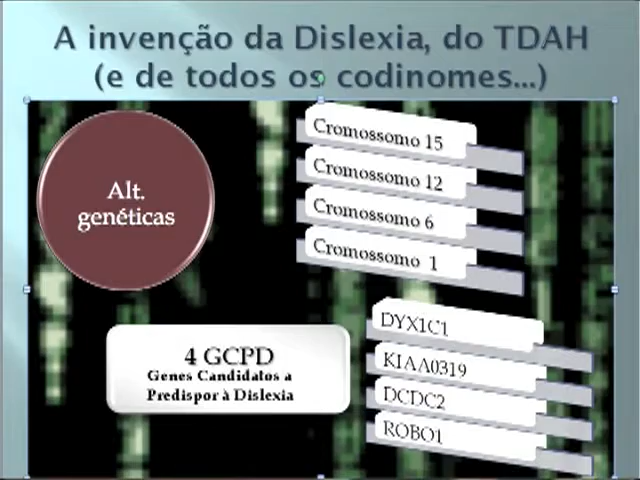 A invenção da Dislexia, do TDAH
(e de todos os codinomes...)
Alt.
genéticas
Cromossomo 15
Cromossomo 12
Cromossomo 6
Cromossomo 1
4 GCPD
Genes Candidatos a
Predispor à Dislexia
DYX1C1
KIAA0319
DCDC2
ROBO1